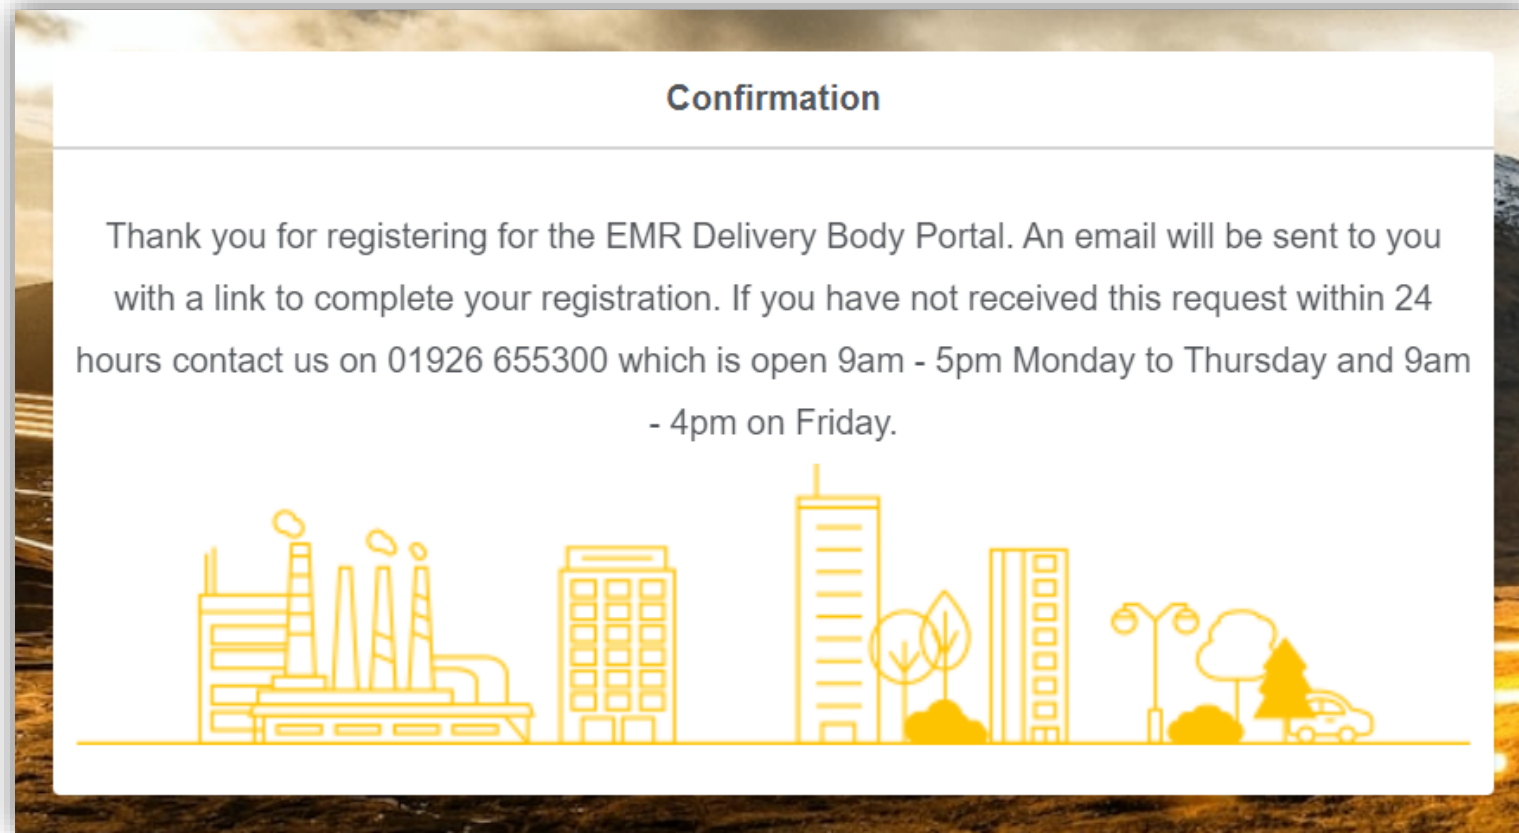 Confirmation
Thank you for registering for the EMR Delivery Body Portal. An email will be sent to you
with a link to complete your registration. If you have not received this request within 24
hours contact us on 01926 655300 which is open 9am - 5pm Monday to Thursday and 9am
- 4pm on Friday.